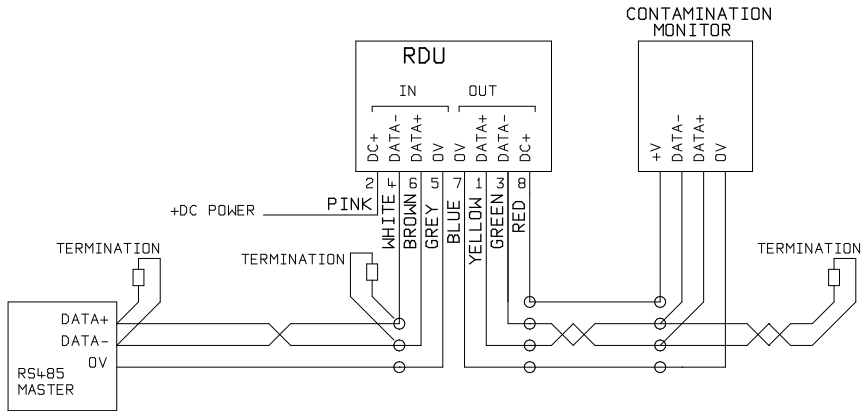 CONTAMINATION
MONITOR
RDU
IN
OUT
DC+
DATA-
DATA+
0V
0V
DATA+
DATA-
DC+
+V
DATA-
DATA+
0V
2
4
6
5
7
1
3
8
PINK
WHITE
BROWN
GREY
BLUE
YELLOW
GREEN
RED
+DC POWER
TERMINATION
TERMINATION
TERMINATION
DATA+
DATA-
0V
RS485
MASTER